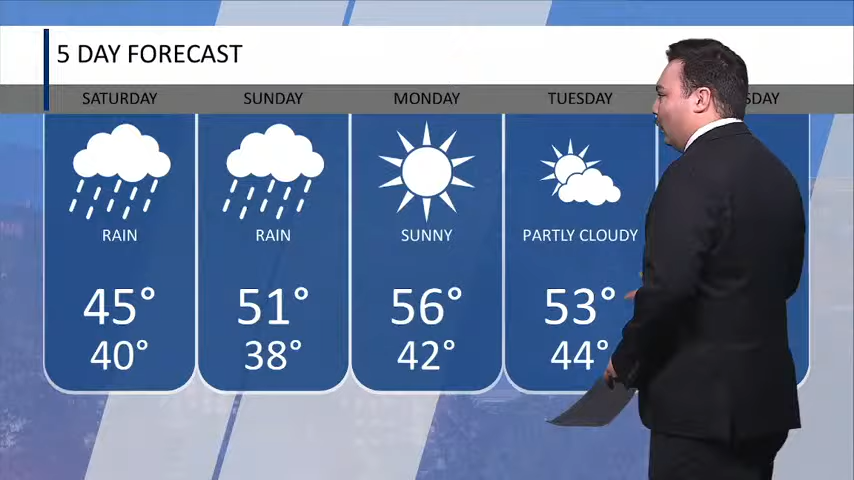 5 DAY FORECAST
SATURDAY SUNDAY MONDAY TUESDAY
RAIN RAIN SUNNY PARTLY CLOUDY
45° 51° 56° 53°
40° 38° 42° 44°